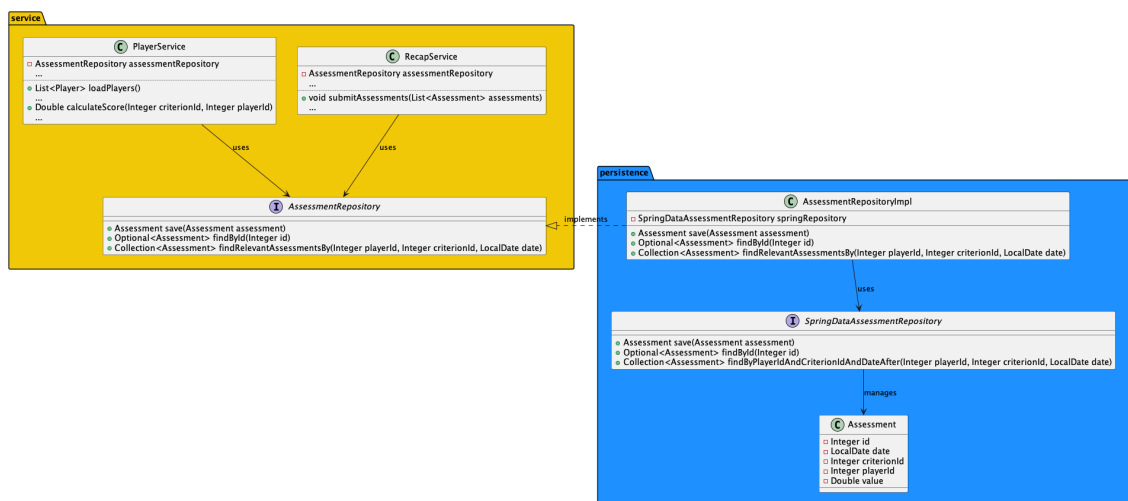 service
C PlayerService
AssessmentRepository assessmentRepository
...
List<Player> loadPlayers()
...
Double calculateScore(Integer criterionId, Integer playerId)
...
C RecapService
AssessmentRepository assessmentRepository
...
void submitAssessments(List<Assessment> assessments)
...
uses
uses
I AssessmentRepository
Assessment save(Assessment assessment)
Optional<Assessment> findById(Integer id)
Collection<Assessment> findRelevantAssessmentsBy(Integer playerId, Integer criterionId, LocalDate date)
implements
persistence
C AssessmentRepositoryImpl
SpringDataAssessmentRepository springRepository
Assessment save(Assessment assessment)
Optional<Assessment> findById(Integer id)
Collection<Assessment> findRelevantAssessmentsBy(Integer playerId, Integer criterionId, LocalDate date)
uses
I SpringDataAssessmentRepository
Assessment save(Assessment assessment)
Optional<Assessment> findById(Integer id)
Collection<Assessment> findByPlayerIdAndCriterionIdAndDateAfter(Integer playerId, Integer criterionId, LocalDate date)
manages
C Assessment
Integer id
LocalDate date
Integer criterionId
Integer playerId
Double value